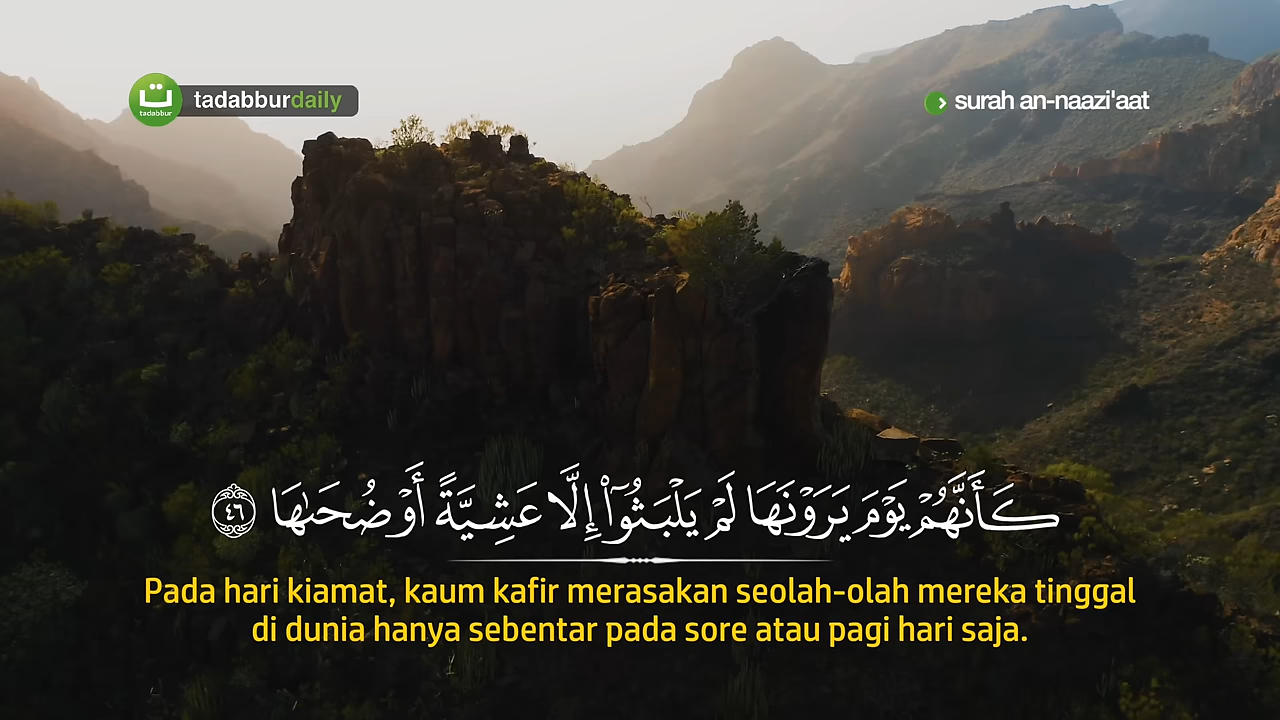 ت
tadabbur
tadabburdaily
surah an-naazi'aat
كَأَنَّهُمْ يَوْمَ يَرَوْنَهَا لَمْ يَلْبَثُوٓا۟ إِلَّا عَشِيَّةً أَوْ ضُحَىٰهَا ٤٦
Pada hari kiamat, kaum kafir merasakan seolah-olah mereka tinggal
di dunia hanya sebentar pada sore atau pagi hari saja.